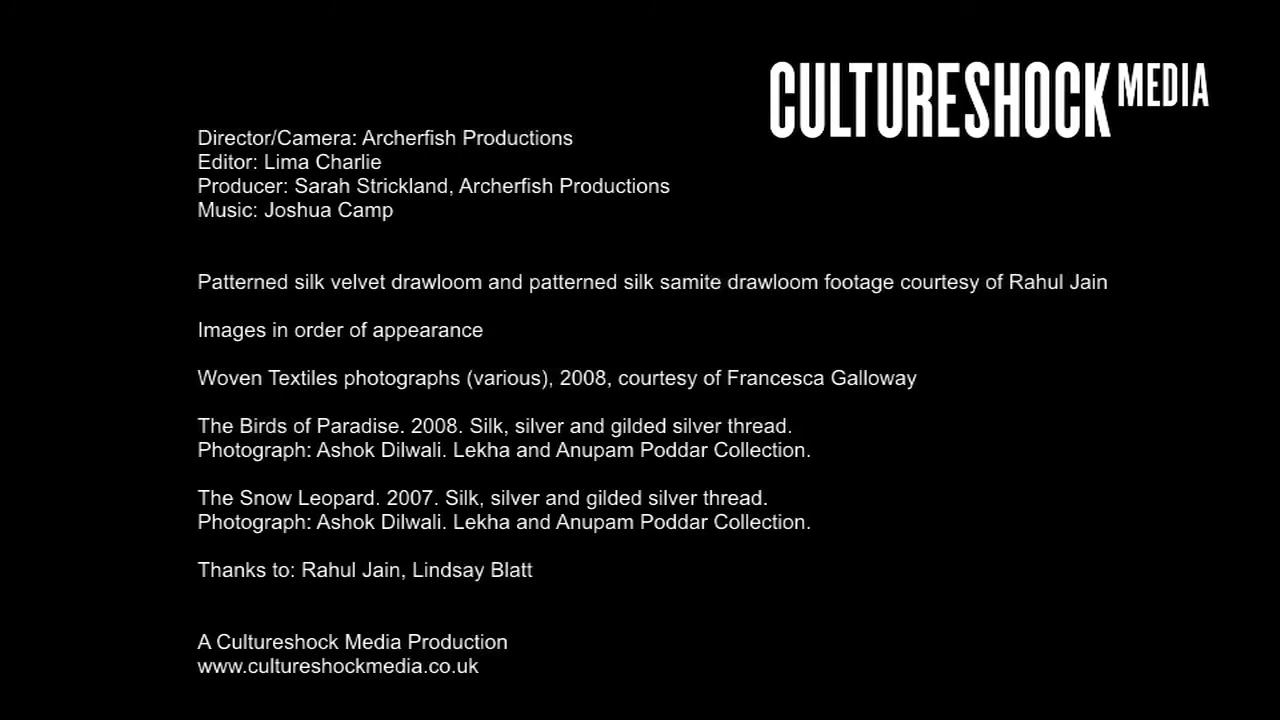 CULTURESHOCK MEDIA
Director/Camera: Archerfish Productions
Editor: Lima Charlie
Producer: Sarah Strickland, Archerfish Productions
Music: Joshua Camp
Patterned silk velvet drawloom and patterned silk samite drawloom footage courtesy of Rahul Jain
Images in order of appearance
Woven Textiles photographs (various), 2008, courtesy of Francesca Galloway
The Birds of Paradise. 2008. Silk, silver and gilded silver thread.
Photograph: Ashok Dilwali. Lekha and Anupam Poddar Collection.
The Snow Leopard. 2007. Silk, silver and gilded silver thread.
Photograph: Ashok Dilwali. Lekha and Anupam Poddar Collection.
Thanks to: Rahul Jain, Lindsay Blatt
A Cultureshock Media Production
www.cultureshockmedia.co.uk